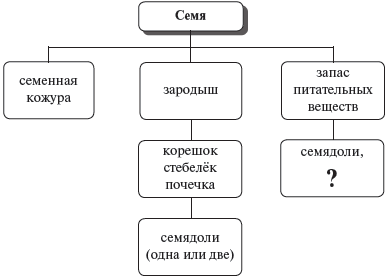 Семя
семенная
кожура
зародыш
запас
питательных
веществ
корешок
стебелёк
почечка
семядоли,
?
семядоли
(одна или две)